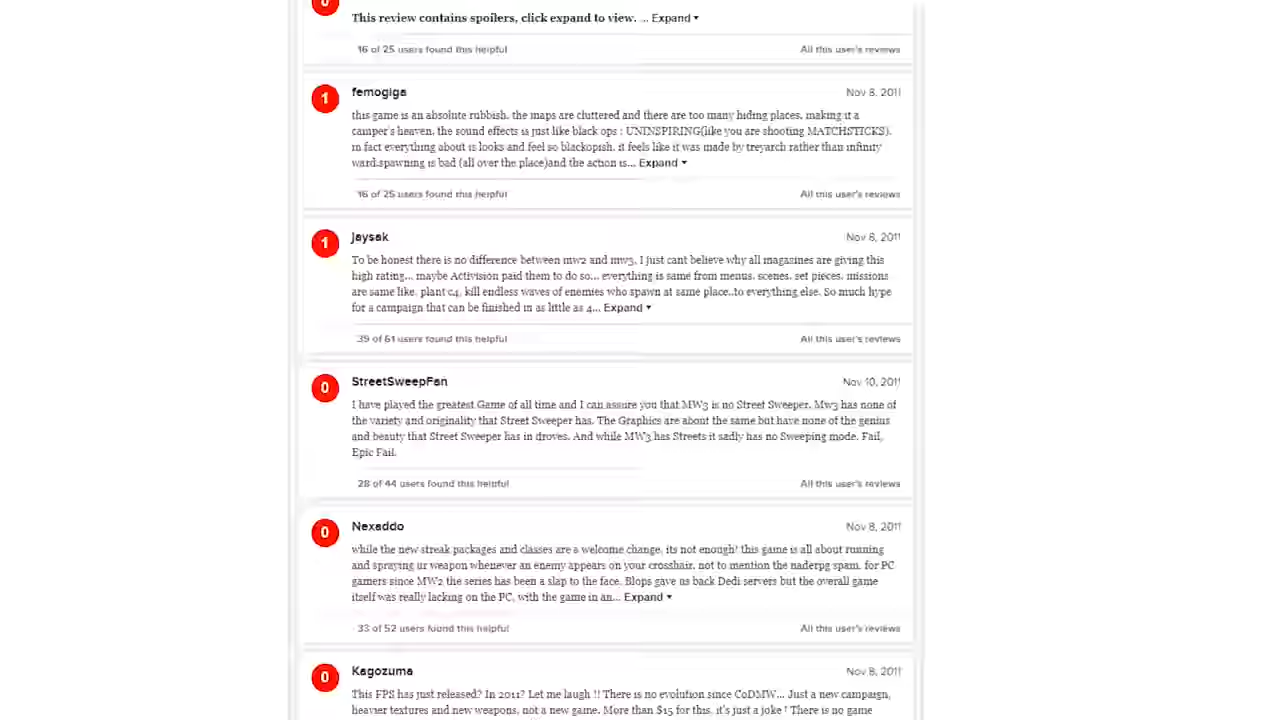 0
This review contains spoilers, click expand to view. ... Expand ▾
16 of 25 users found this helpful All this user's reviews
1 femogiga Nov 8, 2011
this game is an absolute rubbish. the maps are cluttered and there are too many hiding places, making it a
camper's heaven. the sound effects is just like black ops : UNINSPIRING(like you are shooting MATCHSTICKS).
in fact everything about is looks and feel so blackopish. it feels like it was made by treyarch rather than infinity
ward.spawning is bad (all over the place)and the action is... Expand ▾
16 of 25 users found this helpful All this user's reviews
1 Jaysak Nov 8, 2011
To be honest there is no difference between mw2 and mw3, I just cant believe why all magazines are giving this
high rating... maybe Activision paid them to do so... everything is same from menus, scenes, set pieces, missions
are same like, plant c4, kill endless waves of enemies who spawn at same place..to everything else. So much hype
for a campaign that can be finished in as little as 4... Expand ▾
39 of 61 users found this helpful All this user's reviews
0 StreetSweepFan Nov 10, 2011
I have played the greatest Game of all time and I can assure you that MW3 is no Street Sweeper. Mw3 has none of
the variety and originality that Street Sweeper has. The Graphics are about the same but have none of the genius
and beauty that Street Sweeper has in droves. And while MW3 has Streets it sadly has no Sweeping mode. Fail,
Epic Fail.
28 of 44 users found this helpful All this user's reviews
0 Nexaddo Nov 8, 2011
while the new streak packages and classes are a welcome change, its not enough! this game is all about running
and spraying ur weapon whenever an enemy appears on your crosshair. not to mention the naderpg spam. for PC
gamers since MW2 the series has been a slap to the face. Blops gave us back Dedi servers but the overall game
itself was really lacking on the PC, with the game in an... Expand ▾
33 of 52 users found this helpful All this user's reviews
0 Kagozuma Nov 8, 2011
This FPS has just released? In 2011? Let me laugh !! There is no evolution since CoDMW... Just a new campaign,
heavier textures and new weapons, not a new game. More than $15 for this, it's just a joke ! There is no game